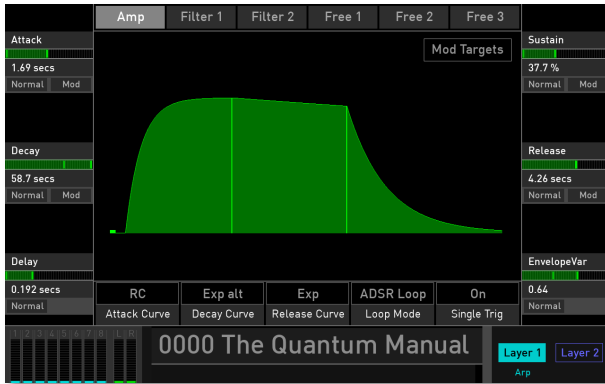 Amp Filter 1 Filter 2 Free 1 Free 2 Free 3
Mod Targets
Attack
1.69 secs
Normal Mod
Decay
58.7 secs
Normal Mod
Delay
0.192 secs
Normal
Sustain
37.7 %
Normal Mod
Release
4.26 secs
Normal Mod
EnvelopeVar
0.64
Normal
RC Exp alt Exp ADSR Loop On
Attack Curve Decay Curve Release Curve Loop Mode Single Trig
1 2 3 4 5 6 7 8 L R
0000 The Quantum Manual
Layer 1 Layer 2
Arp